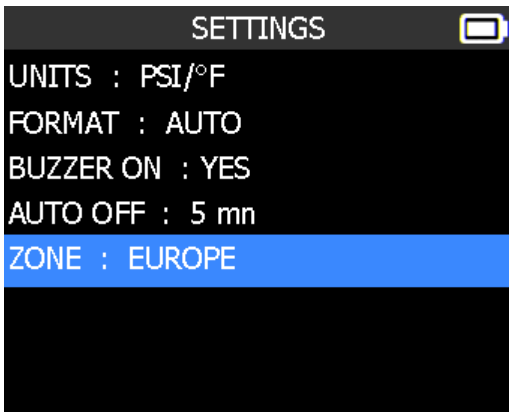 SETTINGS
UNITS : PSI/°F
FORMAT : AUTO
BUZZER ON : YES
AUTO OFF : 5 mn
ZONE : EUROPE